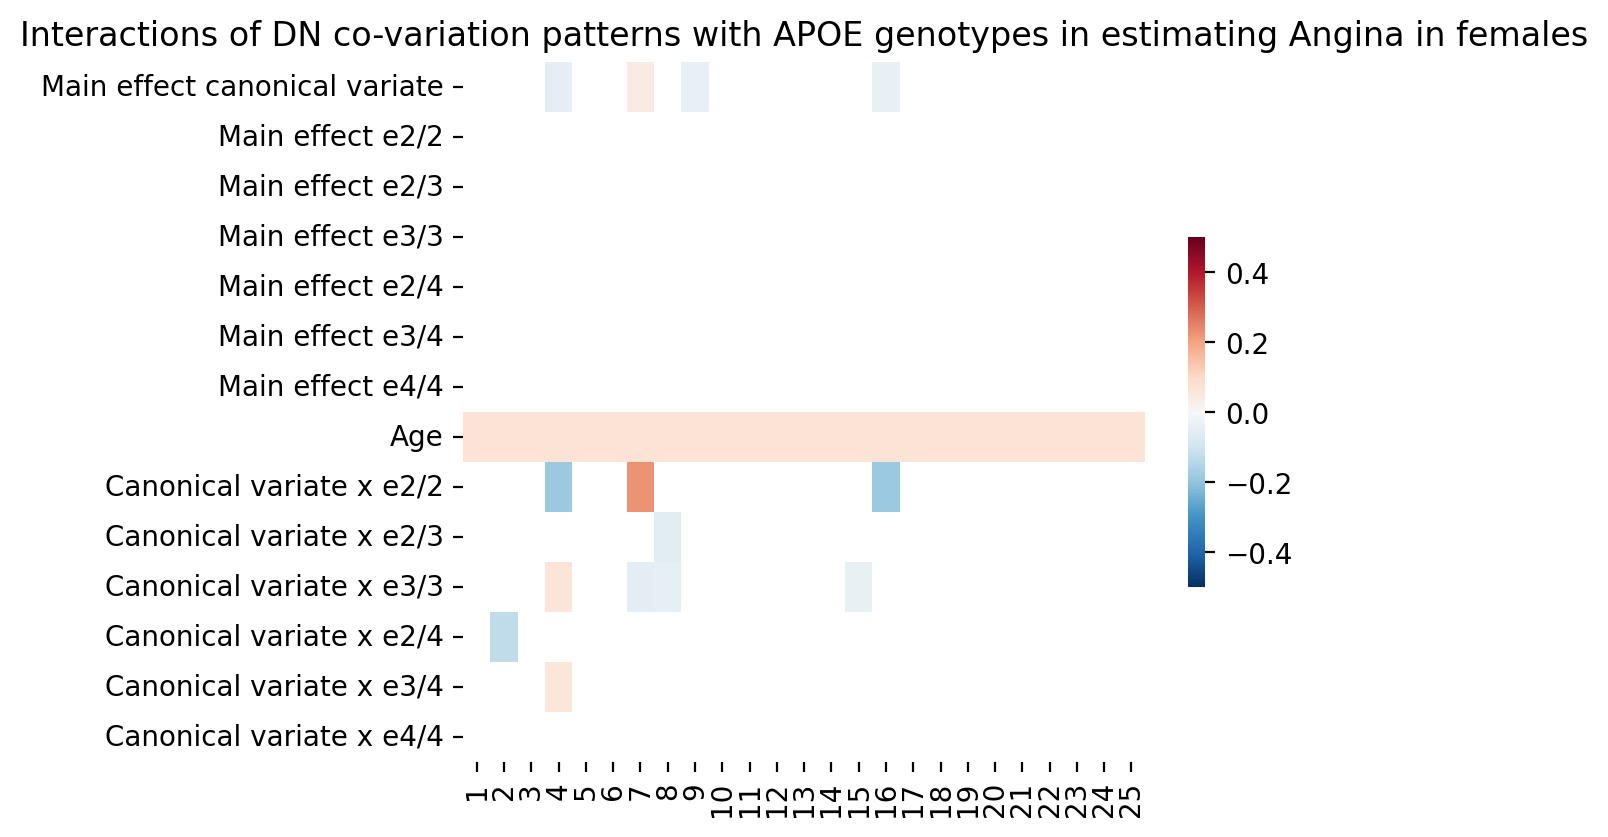 Interactions of DN co-variation patterns with APOE genotypes in estimating Angina in females
Main effect canonical variate
Main effect e2/2
Main effect e2/3
Main effect e3/3
Main effect e2/4
Main effect e3/4
Main effect e4/4
Age
Canonical variate x e2/2
Canonical variate x e2/3
Canonical variate x e3/3
Canonical variate x e2/4
Canonical variate x e3/4
Canonical variate x e4/4
1 2 3 4 5 6 7 8 9 10 11 12 13 14 15 16 17 18 19 20 21 22 23 24 25
0.4
0.2
0.0
−0.2
−0.4